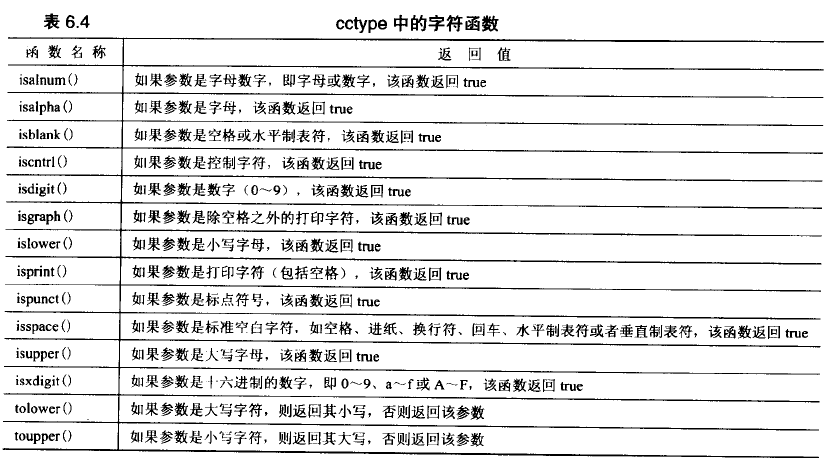 表 6.4 cctype 中的字符函数
函数名称 返回值
isalnum() 如果参数是字母数字，即字母或数字，该函数返回 true
isalpha() 如果参数是字母，该函数返回 true
isblank() 如果参数是空格或水平制表符，该函数返回 true
iscntrl() 如果参数是控制字符，该函数返回 true
isdigit() 如果参数是数字（0～9），该函数返回 true
isgraph() 如果参数是除空格之外的打印字符，该函数返回 true
islower() 如果参数是小写字母，该函数返回 true
isprint() 如果参数是打印字符（包括空格），该函数返回 true
ispunct() 如果参数是标点符号，该函数返回 true
isspace() 如果参数是标准空白字符，如空格、进纸、换行符、回车、水平制表符或者垂直制表符，该函数返回 true
isupper() 如果参数是大写字母，该函数返回 true
isxdigit() 如果参数是十六进制的数字，即 0～9、a～f 或 A～F，该函数返回 true
tolower() 如果参数是大写字符，则返回其小写，否则返回该参数
toupper() 如果参数是小写字符，则返回其大写，否则返回该参数